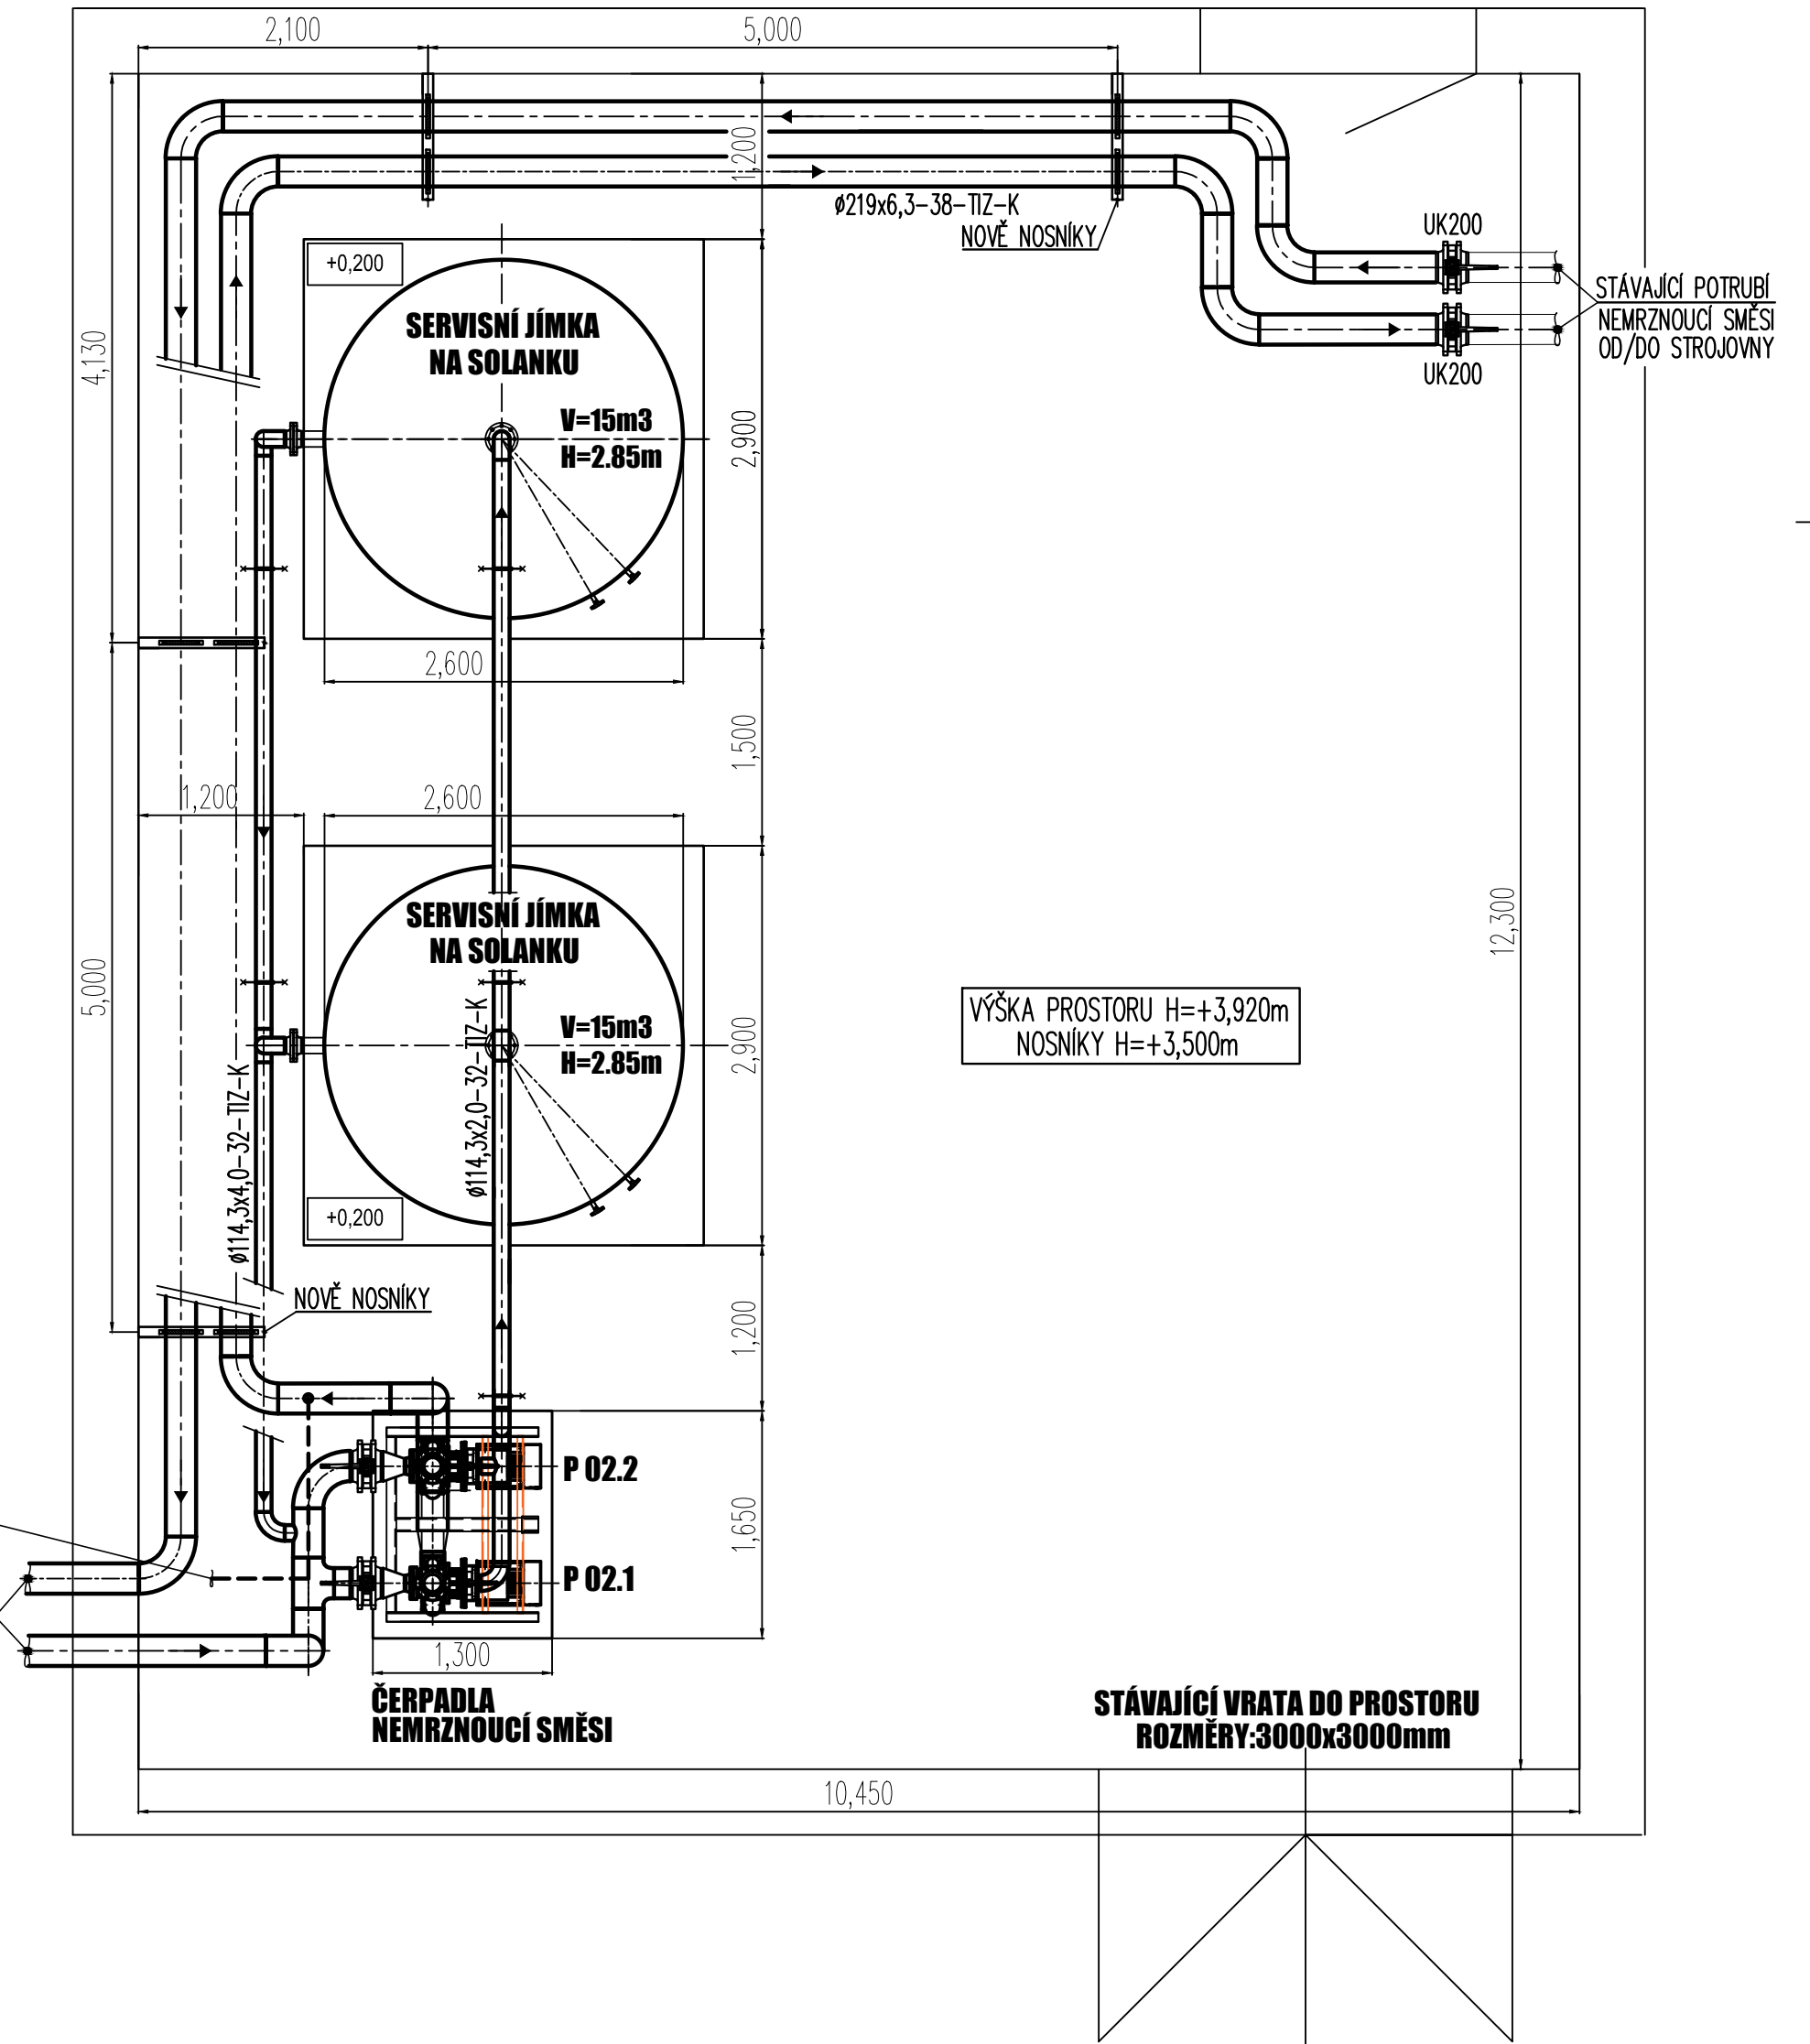 2,100
5,000
1,200
ø219x6,3-38-TIZ-K
NOVĚ NOSNÍKY
UK200
STÁVAJÍCÍ POTRUBÍ
NEMRZNOUCÍ SMĚSI
OD/DO STROJOVNY
UK200
+0,200
SERVISNÍ JÍMKA
NA SOLANKU
V=15m3
H=2.85m
4,130
2,900
2,600
1,500
1,200
2,600
SERVISNÍ JÍMKA
NA SOLANKU
V=15m3
H=2.85m
5,000
2,900
12,300
VÝŠKA PROSTORU H=+3,920m
NOSNÍKY H=+3,500m
ø114,3x4,0-32-TIZ-K
ø114,3x2,0-32-TIZ-K
+0,200
NOVĚ NOSNÍKY
1,200
P 02.2
1,650
P 02.1
1,300
ČERPADLA
NEMRZNOUCÍ SMĚSI
STÁVAJÍCÍ VRATA DO PROSTORU
ROZMĚRY:3000x3000mm
10,450